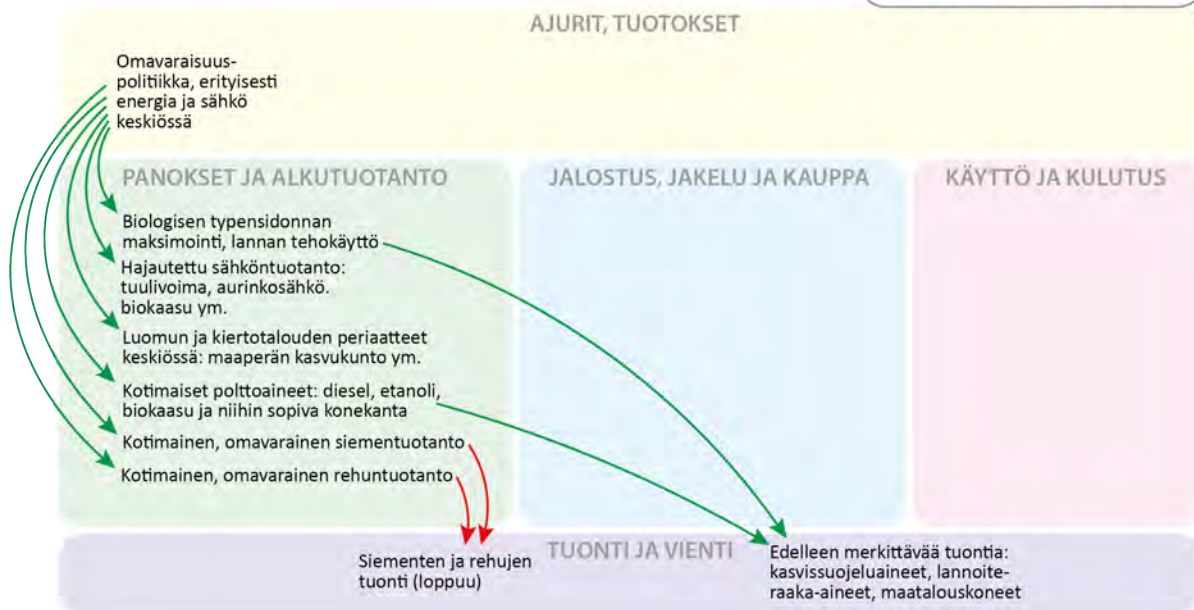 AJURIT, TUOTOKSET
Omavaraisuus-
politiikka, erityisesti
energia ja sähkö
keskiössä
PANOKSET JA ALKUTUOTANTO
Biologisen typensidonnan
maksimointi, lannan tehokäyttö
Hajautettu sähköntuotanto:
tuulivoima, aurinkosähkö.
biokaasu ym.
Luomun ja kiertotalouden periaatteet
keskiössä: maaperän kasvukunto ym.
Kotimaiset polttoaineet: diesel, etanoli,
biokaasu ja niihin sopiva konekanta
Kotimainen, omavarainen siementuotanto
Kotimainen, omavarainen rehuntuotanto
JALOSTUS, JAKELU JA KAUPPA
KÄYTTÖ JA KULUTUS
TUONTI JA VIENTI
Siementen ja rehujen
tuonti (loppuu)
Edelleen merkittävää tuontia:
kasvissuojeluaineet, lannoite-
raaka-aineet, maatalouskoneet